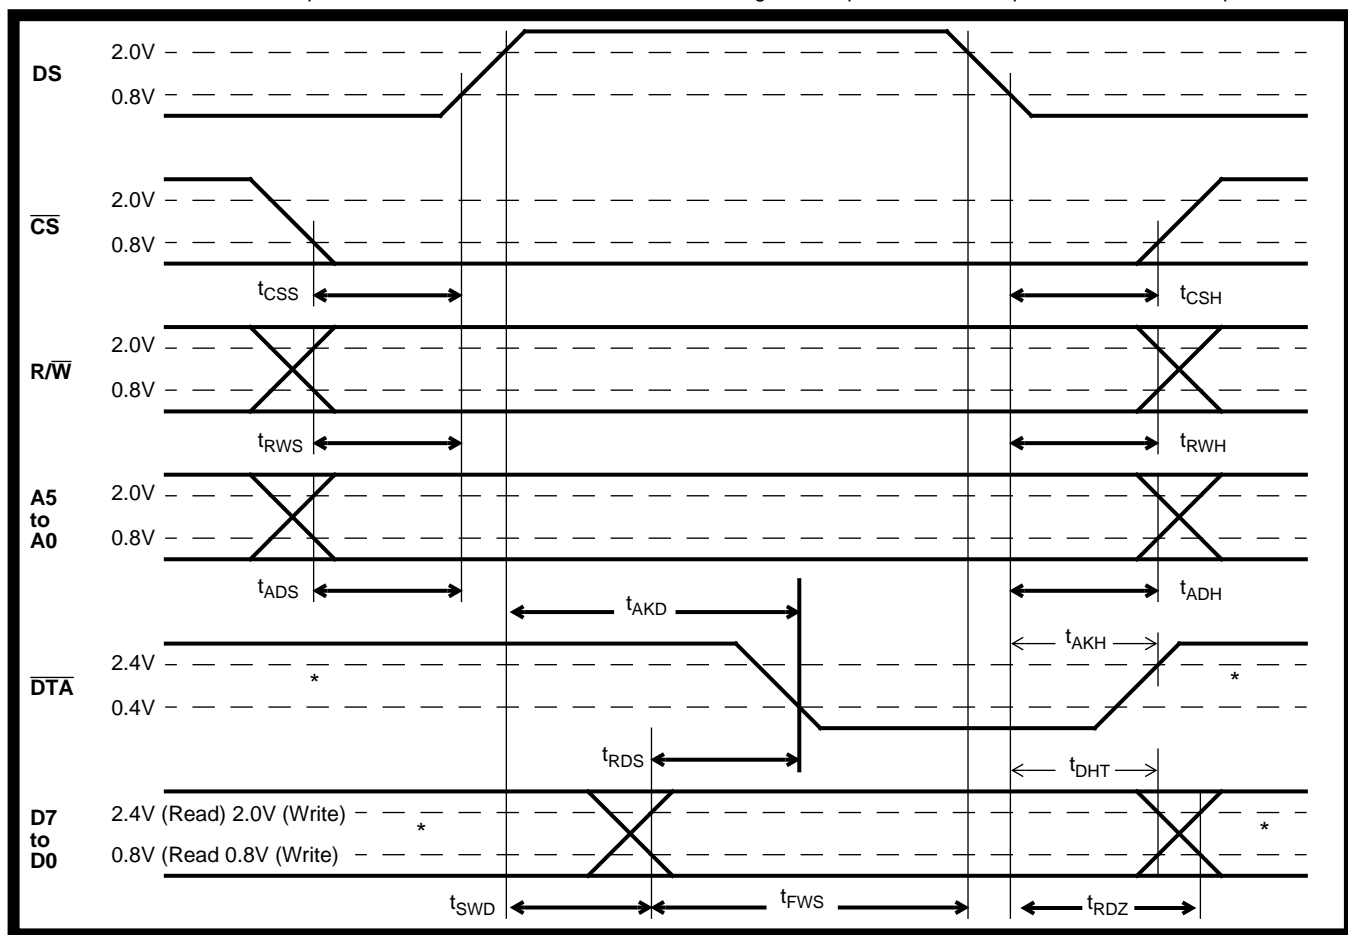 DS
2.0V
0.8V
CS
2.0V
0.8V
tCSS
tCSH
R/W
2.0V
0.8V
tRWS
tRWH
A5
to
A0
2.0V
0.8V
tADS
tAKD
tADH
tAKH
DTA
2.4V
0.4V
*
*
tRDS
tDHT
D7
to
D0
2.4V (Read) 2.0V (Write)
*
*
0.8V (Read 0.8V (Write)
tSWD
tFWS
tRDZ